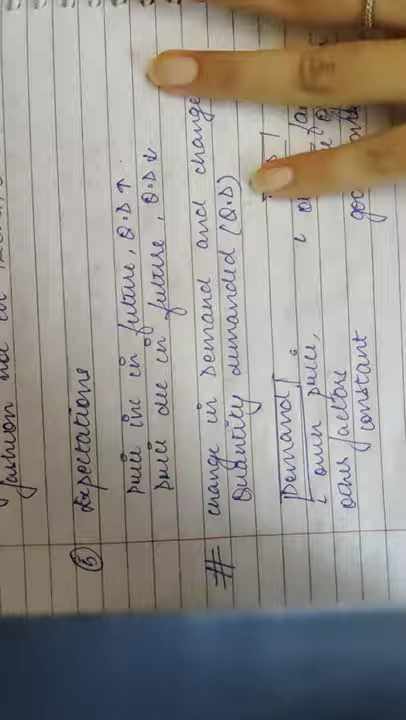 fashion not in
⑤ Expectations
Price inc in future, Q.D↑.
Price dec in future, Q.D↓
# change in Demand and change
Quantity demanded (Q.D)
Demand
own price,
other factors
constant